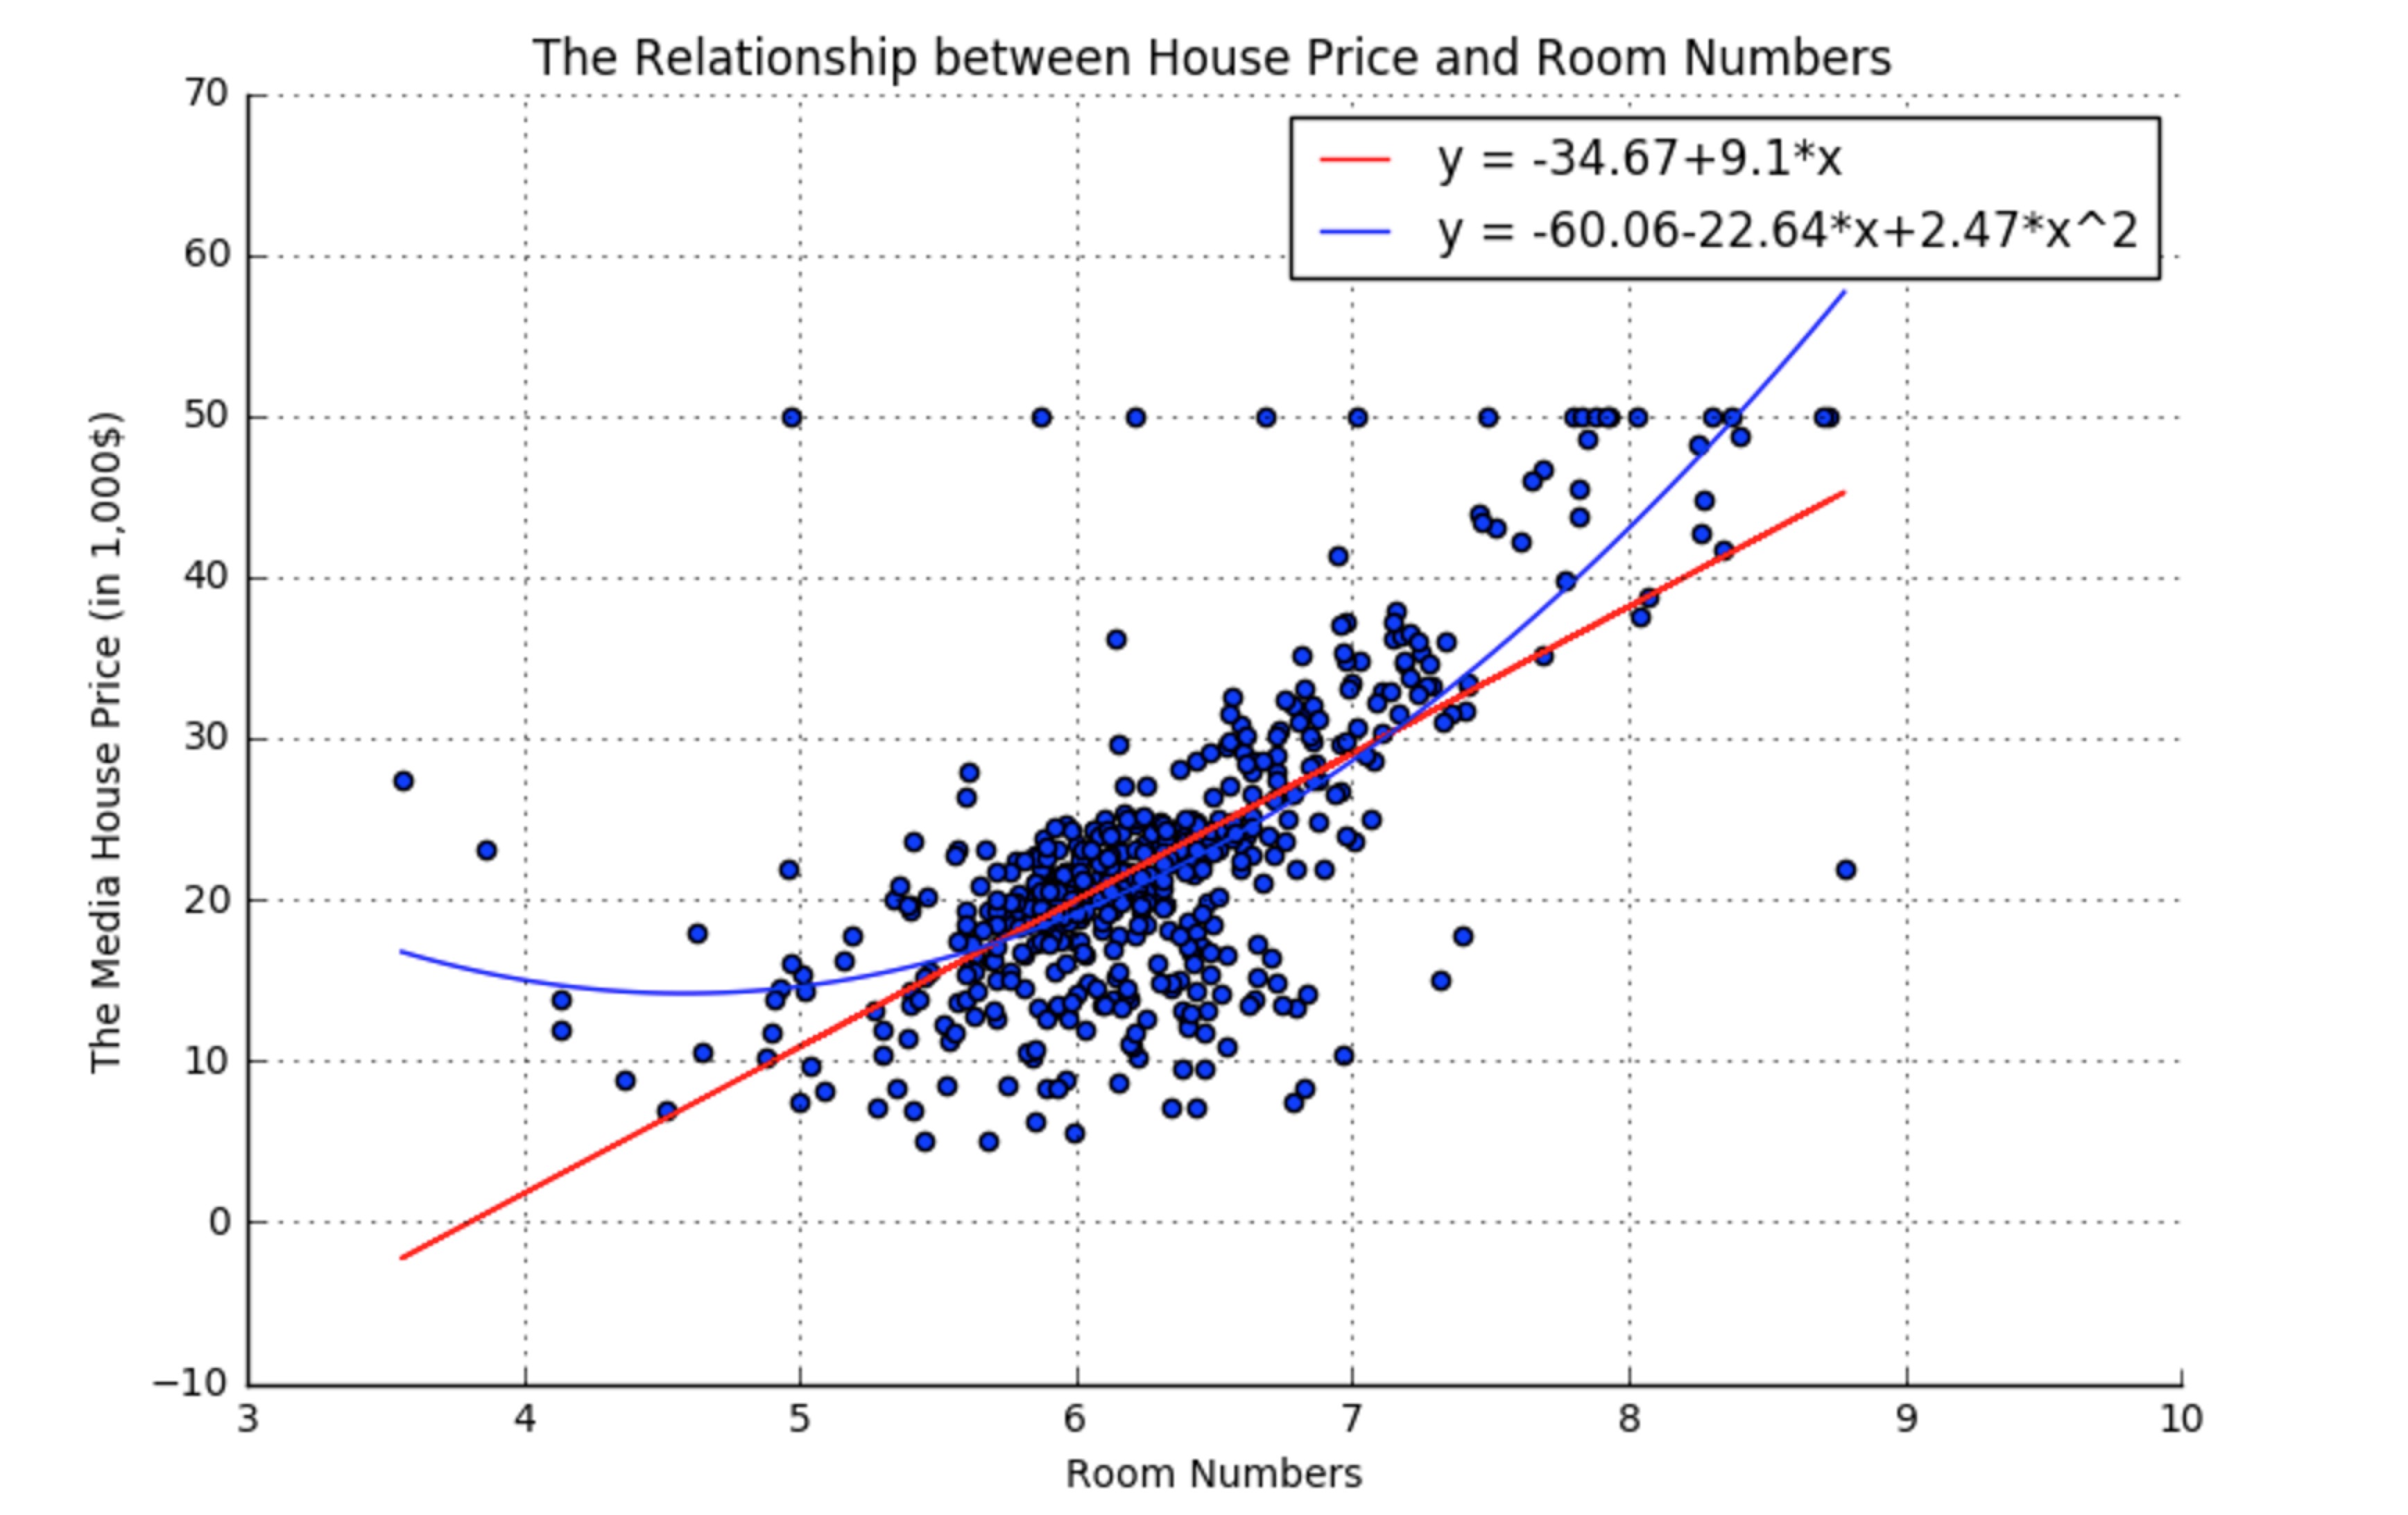 The Relationship between House Price and Room Numbers
70
60
50
40
30
20
10
0
−10
The Media House Price (in 1,000$)
y = -34.67+9.1*x
y = -60.06-22.64*x+2.47*x^2
3 4 5 6 7 8 9 10
Room Numbers